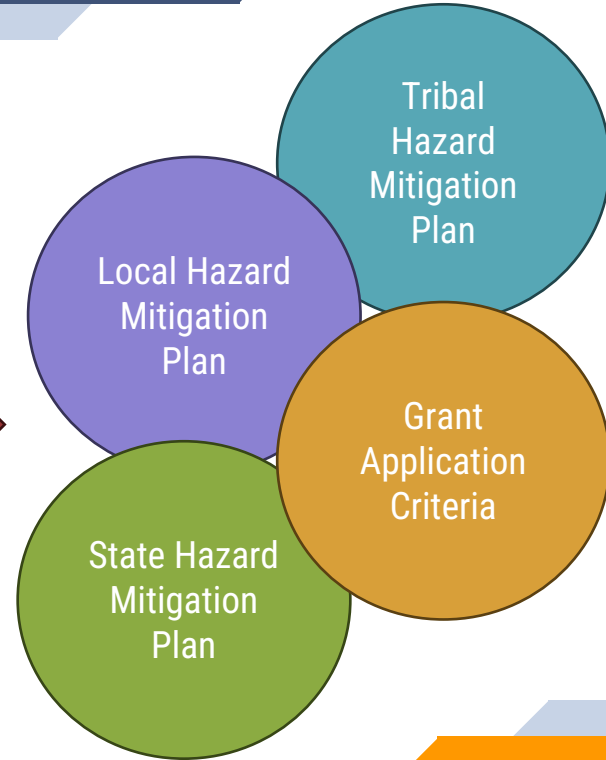 Tribal
Hazard
Mitigation
Plan
Local Hazard
Mitigation
Plan
Grant
Application
Criteria
State Hazard
Mitigation
Plan